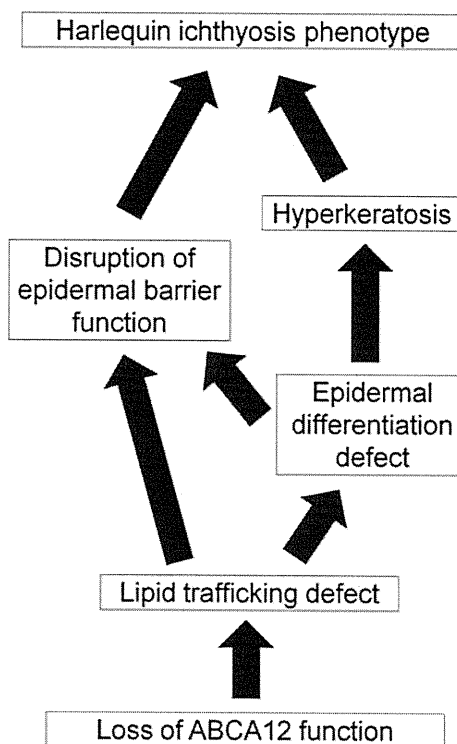 Harlequin ichthyosis phenotype
Hyperkeratosis
Disruption of
epidermal barrier
function
Epidermal
differentiation
defect
Lipid trafficking defect
Loss of ABCA12 function